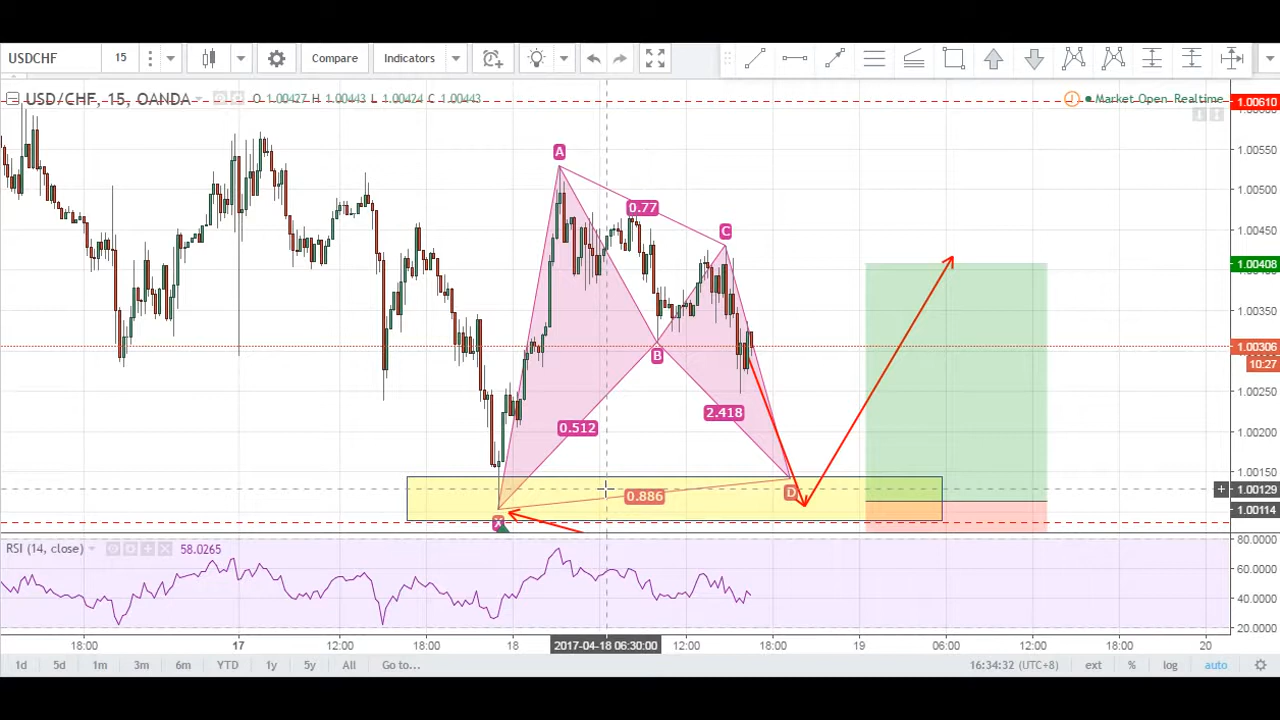 USDCHF 15 Compare Indicators
USD/CHF, 15, OANDA O 1.00427 H 1.00443 L 1.00424 C 1.00443
Market Open Realtime
1.00610
1.00550
1.00500
1.00450
1.00408
1.00350
1.00306
10:27
1.00250
1.00200
1.00150
1.00129
1.00114
A
0.77
C
B
2.418
0.512
0.886
D
X
RSI (14, close) 58.0265
80.0000
60.0000
40.0000
20.0000
18:00 17 12:00 18:00 18 2017-04-18 06:30:00 12:00 18:00 19 06:00 12:00 18:00 20
1d 5d 1m 3m 6m YTD 1y 5y All Go to... 16:34:32 (UTC+8) ext % log auto